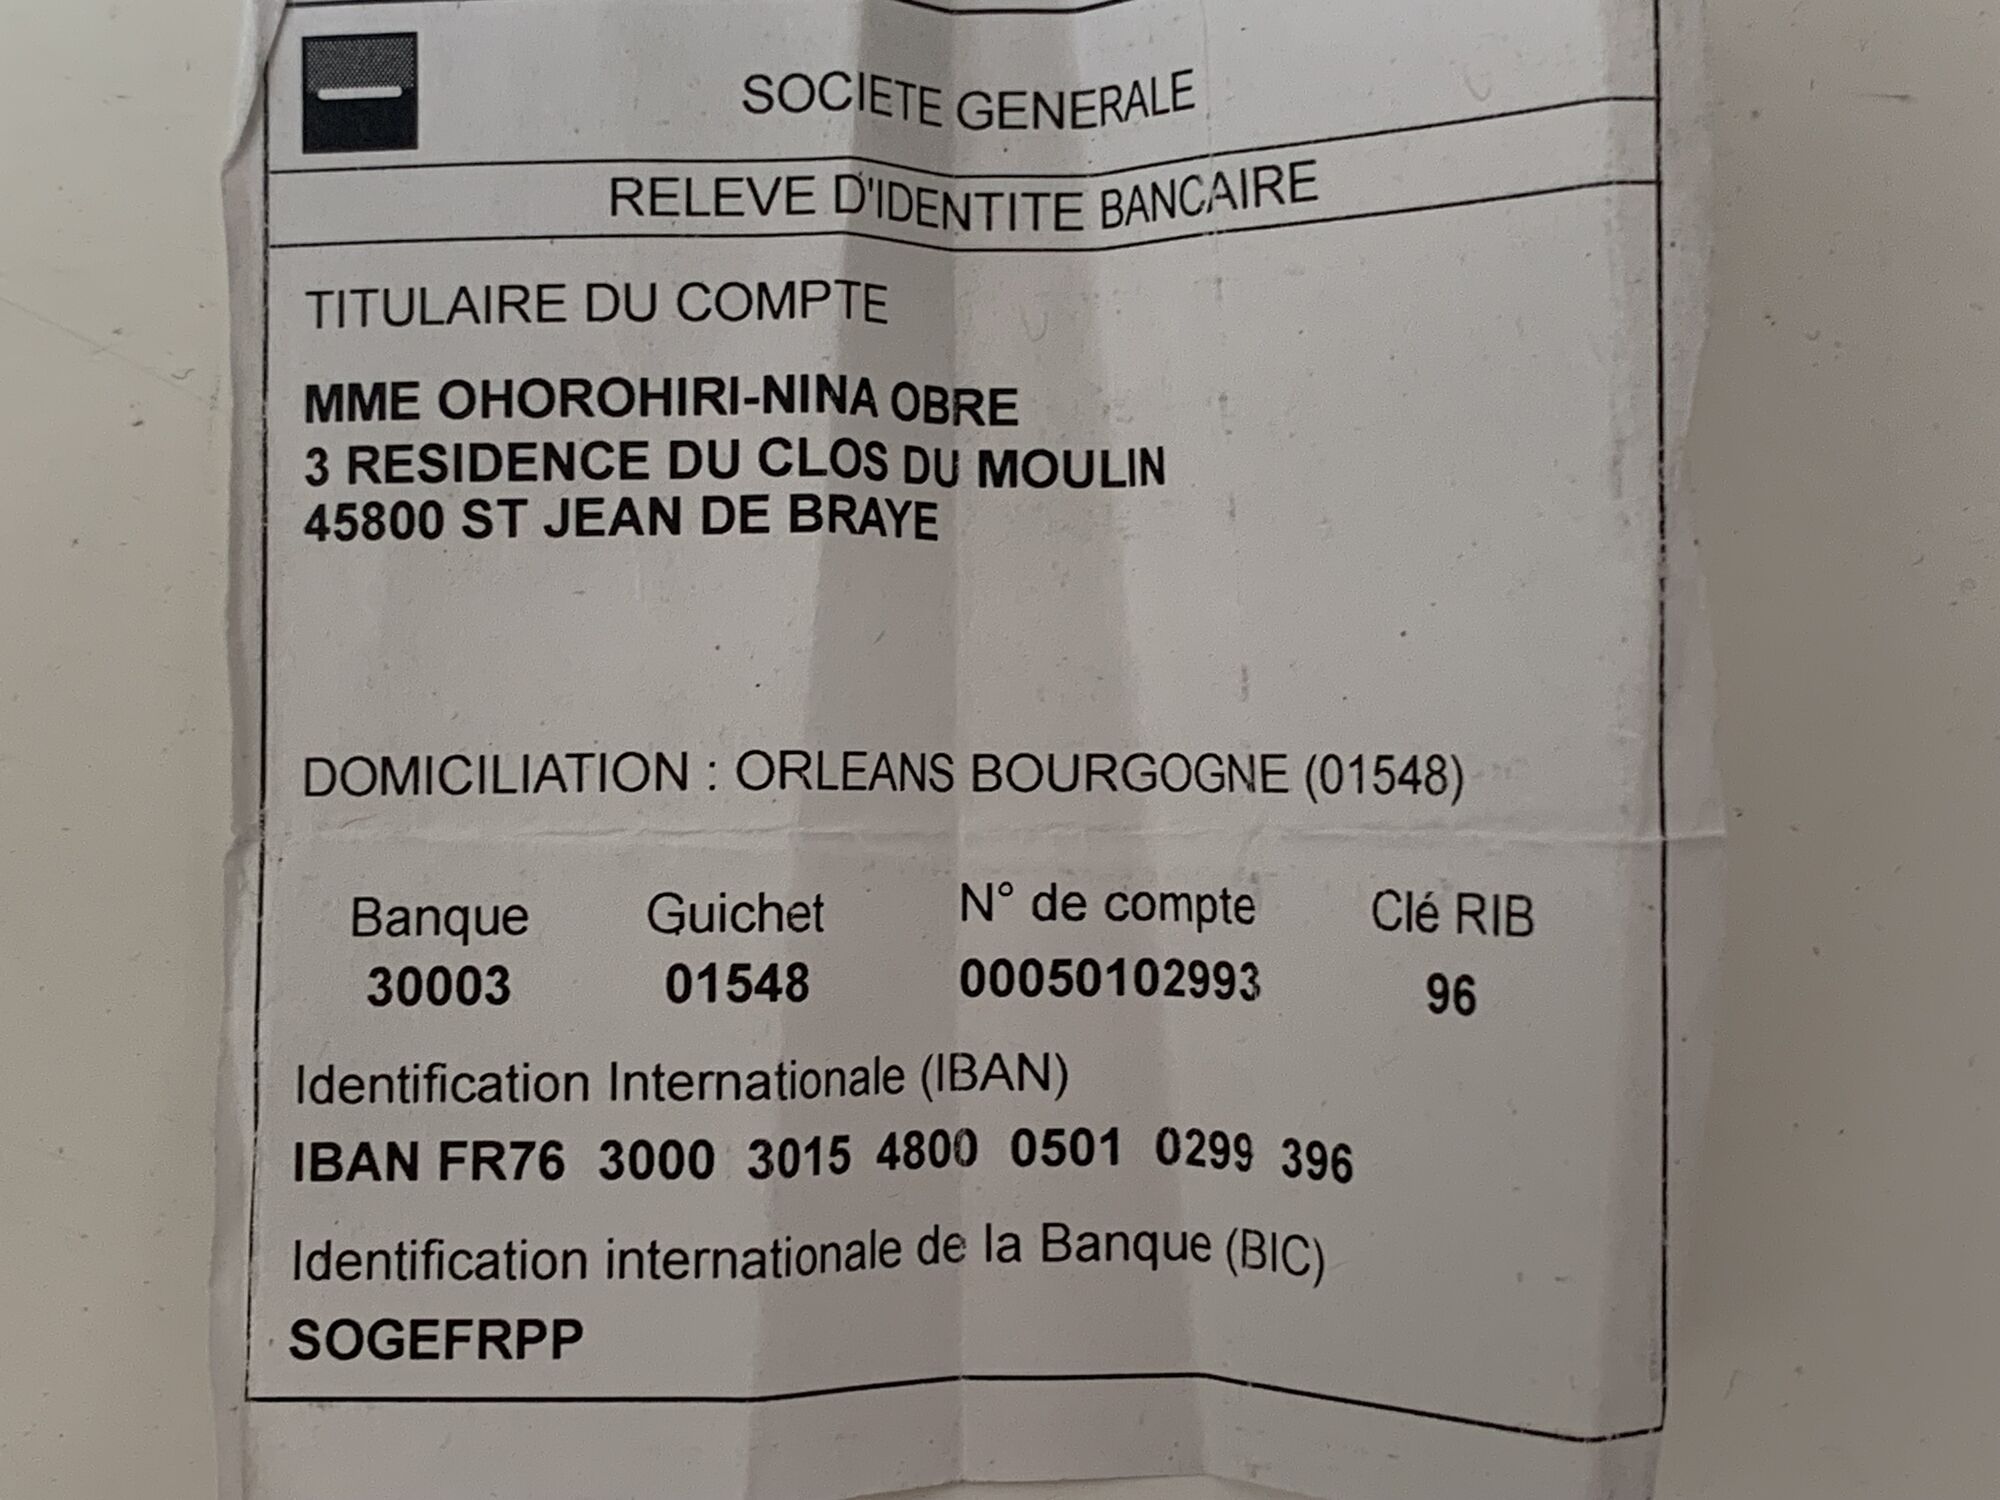 SOCIETE GENERALE
RELEVE D'IDENTITE BANCAIRE
TITULAIRE DU COMPTE
MME OHOROHIRI-NINA OBRE
3 RESIDENCE DU CLOS DU MOULIN
45800 ST JEAN DE BRAYE
DOMICILIATION : ORLEANS BOURGOGNE (01548)
Banque Guichet N° de compte Clé RIB
30003 01548 00050102993 96
Identification Internationale (IBAN)
IBAN FR76 3000 3015 4800 0501 0299 396
Identification internationale de la Banque (BIC)
SOGEFRPP